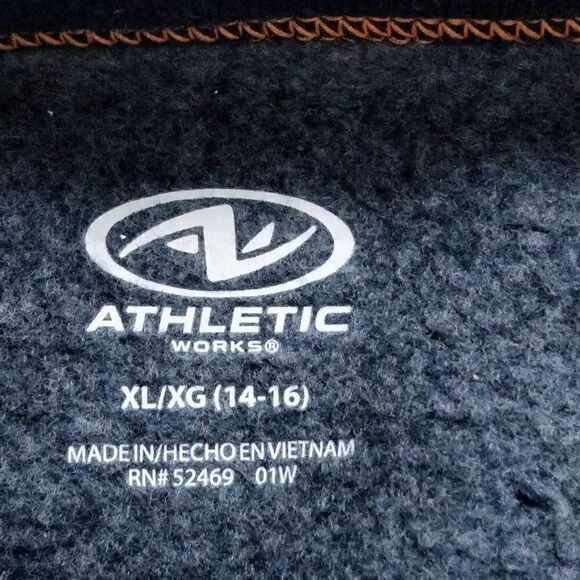 ATHLETIC
WORKS®
XL/XG (14-16)
MADE IN/HECHO EN VIETNAM
RN# 52469 01W